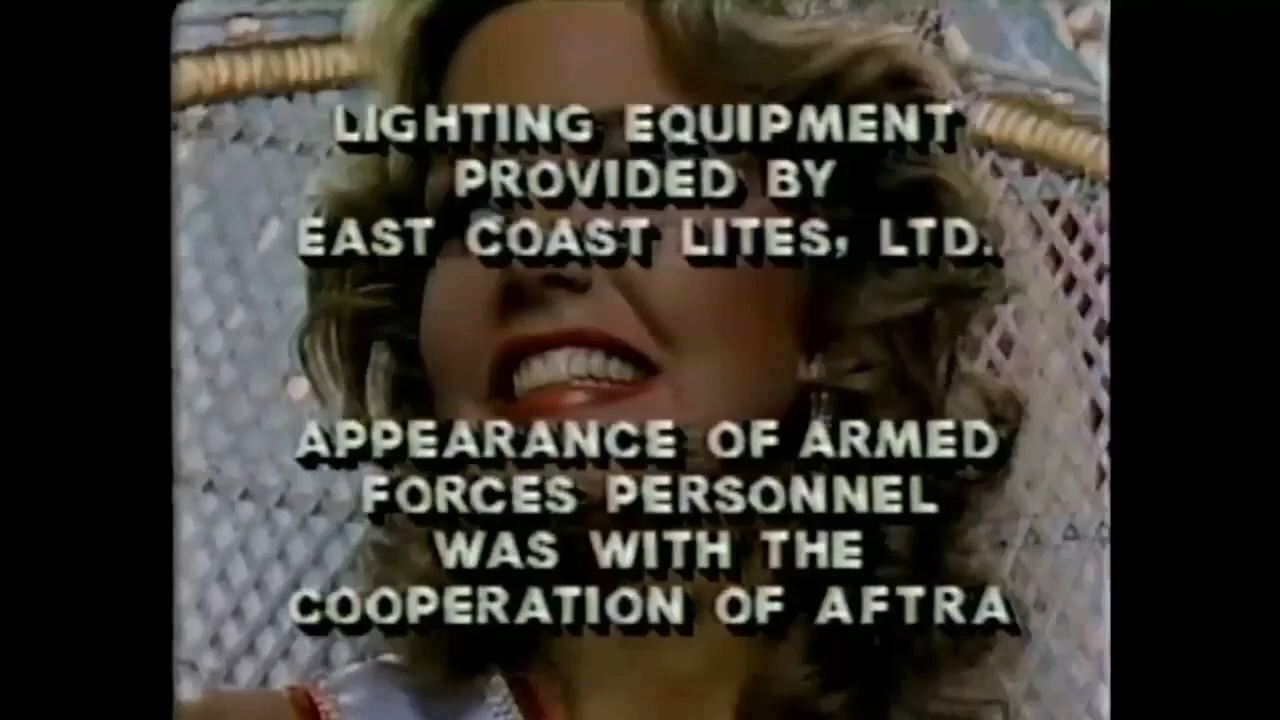 LIGHTING EQUIPMENT
PROVIDED BY
EAST COAST LITES, LTD.
APPEARANCE OF ARMED
FORCES PERSONNEL
WAS WITH THE
COOPERATION OF AFTRA